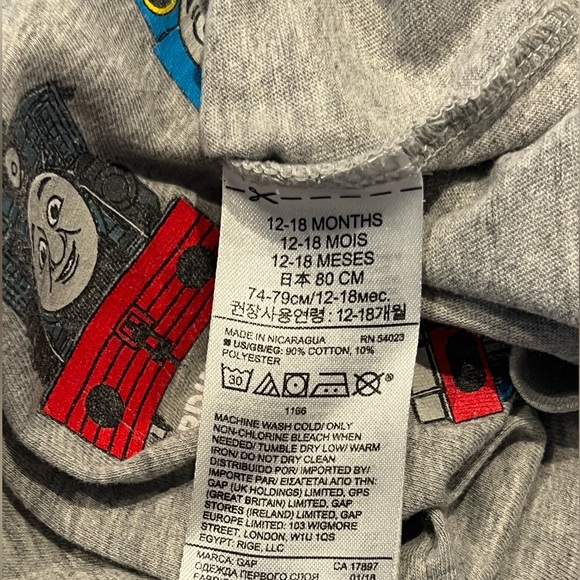 12-18 MONTHS
12-18 MOIS
12-18 MESES
日本 80 CM
74-79см/12-18мес.
권장사용연령 : 12-18개월
MADE IN NICARAGUA RN 54023
US/GB/EG: 90% COTTON, 10%
POLYESTER
30
1166
MACHINE WASH COLD/ ONLY
NON-CHLORINE BLEACH WHEN
NEEDED/ TUMBLE DRY LOW/ WARM
IRON/ DO NOT DRY CLEAN
DISTRIBUIDO POR/ IMPORTED BY/
IMPORTADO POR/
IMPORTE PAR/ ΕΙΣΑΓΕΤΑΙ ΑΠΟ ΤΗΝ:
GAP (UK HOLDINGS) LIMITED, GPS
(GREAT BRITAIN) LIMITED, GAP
STORES (IRELAND) LIMITED, GAP
EUROPE LIMITED: 103 WIGMORE
STREET, LONDON, W1U 1QS
EGYPT: RIGE, LLC
MARCA: GAP CA 17897
ОДЕЖДА ПЕРВОГО СЛОЯ 01/18